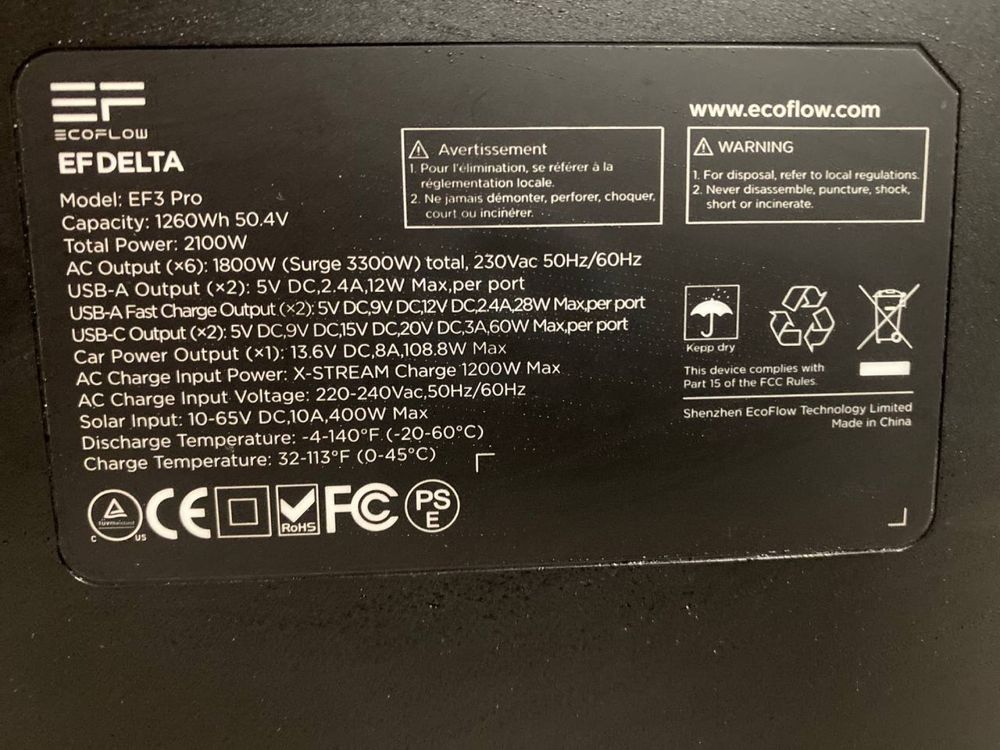 EF
ECOFLOW
EFDELTA
Model: EF3 Pro
Capacity: 1260Wh 50.4V
Total Power: 2100W
AC Output (×6): 1800W (Surge 3300W) total, 230Vac 50Hz/60Hz
USB-A Output (×2): 5V DC,2.4A,12W Max,per port
USB-A Fast Charge Output (×2): 5V DC,9V DC,12V DC,2.4A,28W Max,per port
USB-C Output (×2): 5V DC,9V DC,15V DC,20V DC,3A,60W Max,per port
Car Power Output (×1): 13.6V DC,8A,108.8W Max
AC Charge Input Power: X-STREAM Charge 1200W Max
AC Charge Input Voltage: 220-240Vac,50Hz/60Hz
Solar Input: 10-65V DC,10A,400W Max
Discharge Temperature: -4-140°F (-20-60°C)
Charge Temperature: 32-113°F (0-45°C)
Avertissement
1. Pour l'élimination, se référer à la
réglementation locale.
2. Ne jamais démonter, perforer, choquer,
court ou incinérer.
www.ecoflow.com
WARNING
1. For disposal, refer to local regulations.
2. Never disassemble, puncture, shock,
short or incinerate.
Kepp dry
This device complies with
Part 15 of the FCC Rules.
Shenzhen EcoFlow Technology Limited
Made in China
TÜVRheinland
C US
CE
RoHS
FC
PS
E